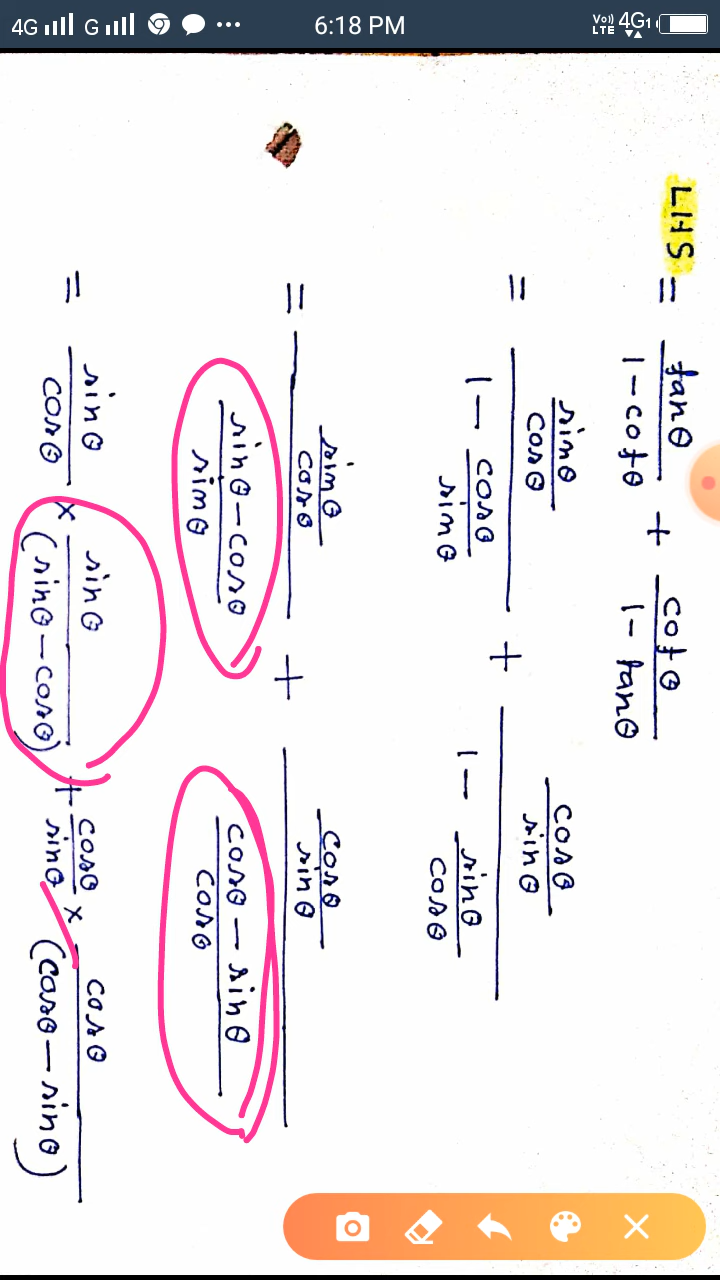 4G G ... 6:18 PM Vo)) LTE 4G1
LHS = tanθ/(1-cotθ) + cotθ/(1-tanθ)
= (sinθ/cosθ)/(1-cosθ/sinθ) + (cosθ/sinθ)/(1-sinθ/cosθ)
= (sinθ/cosθ)/((sinθ-cosθ)/sinθ) + (cosθ/sinθ)/((cosθ-sinθ)/cosθ)
= sinθ/cosθ × sinθ/(sinθ-cosθ) + cosθ/sinθ × cosθ/(cosθ-sinθ)